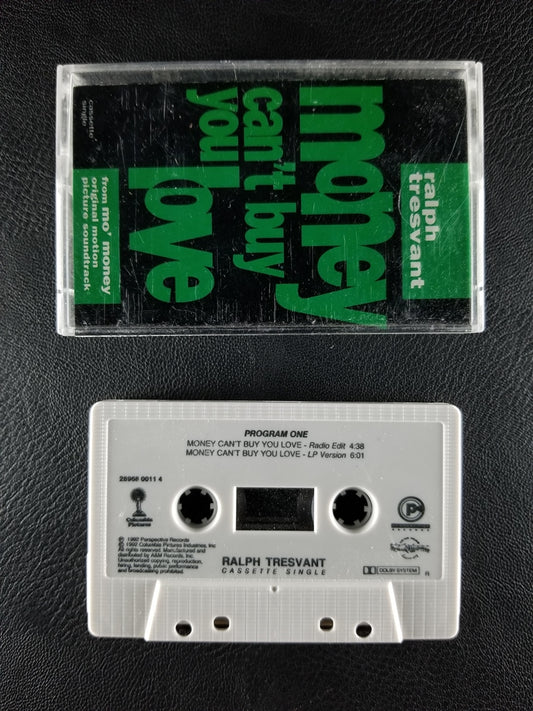 ralph
tresvant
money
can't buy
you love
from mo' money
original motion
picture soundtrack
cassette
single
PROGRAM ONE
MONEY CAN'T BUY YOU LOVE - Radio Edit 4:38
MONEY CAN'T BUY YOU LOVE - LP Version 6:01
28968 0011 4
Columbia
Pictures
℗ 1992 Perspective Records
© 1992 Columbia Pictures Industries, Inc
All rights reserved. Manufactured and
distributed by A&M Records, Inc.
Unauthorized copying, reproduction,
hiring, lending, public performance
and broadcasting prohibited.
RALPH TRESVANT
CASSETTE SINGLE
DOLBY SYSTEM